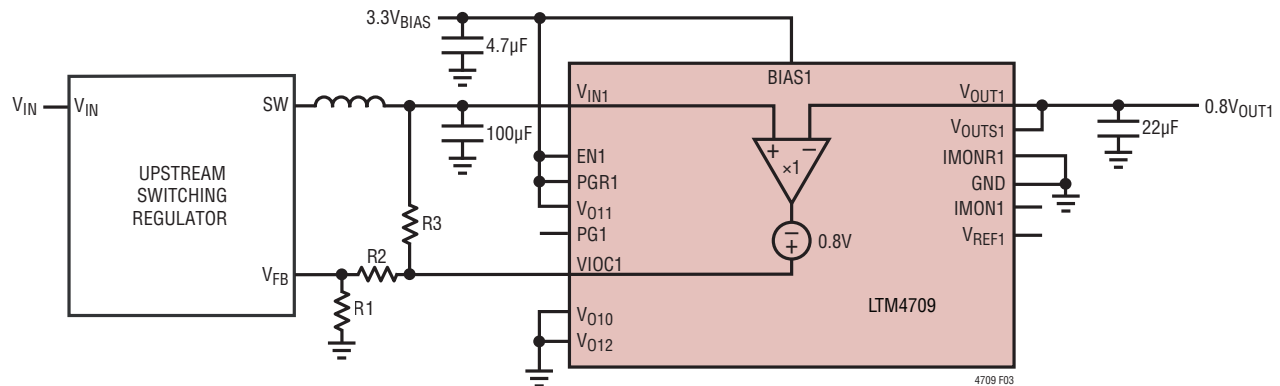 3.3VBIAS
4.7µF
BIAS1
VIN
VIN
SW
VIN1
VOUT1
0.8VOUT1
100µF
VOUTS1
22µF
UPSTREAM
SWITCHING
REGULATOR
EN1
PGR1
VO11
PG1
+
–
×1
IMONR1
GND
IMON1
VREF1
R3
–
+
0.8V
VFB
R2
VIOC1
R1
VO10
VO12
LTM4709
4709 F03